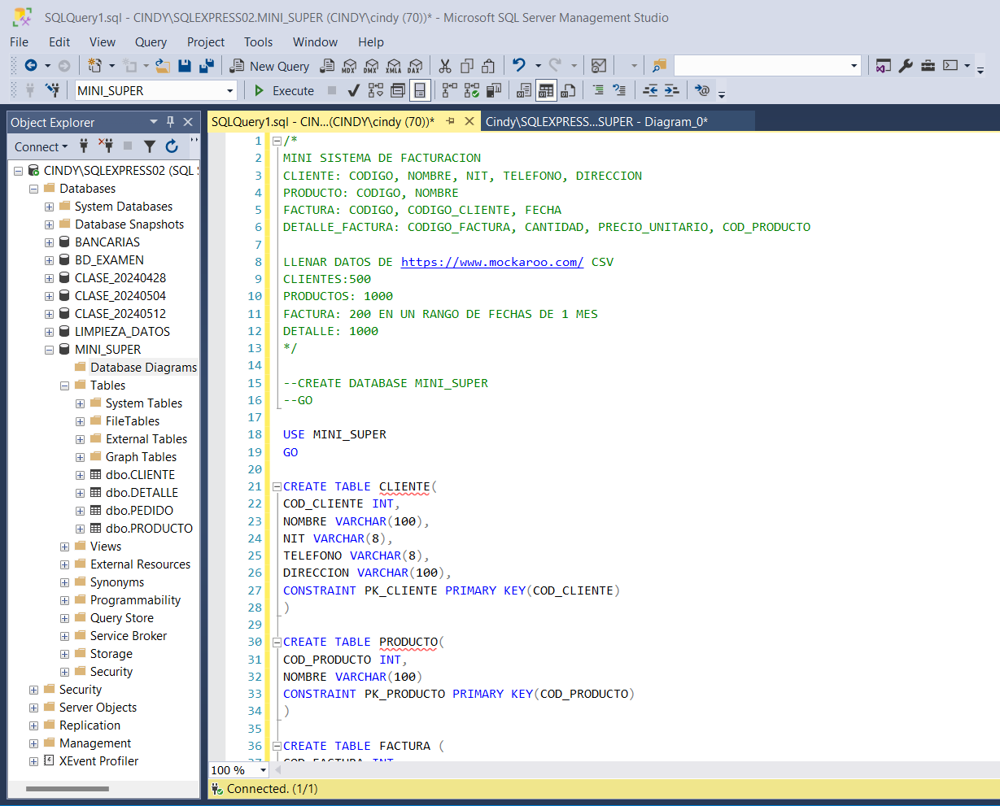 SQLQuery1.sql - CINDY\SQLEXPRESS02.MINI_SUPER (CINDY\cindy (70))* - Microsoft SQL Server Management Studio
File Edit View Query Project Tools Window Help
New Query MDX DMX XMLA DAX
MINI_SUPER Execute
Object Explorer
Connect
CINDY\SQLEXPRESS02 (SQL
Databases
System Databases
Database Snapshots
BANCARIAS
BD_EXAMEN
CLASE_20240428
CLASE_20240504
CLASE_20240512
LIMPIEZA_DATOS
MINI_SUPER
Database Diagrams
Tables
System Tables
FileTables
External Tables
Graph Tables
dbo.CLIENTE
dbo.DETALLE
dbo.PEDIDO
dbo.PRODUCTO
Views
External Resources
Synonyms
Programmability
Query Store
Service Broker
Storage
Security
Security
Server Objects
Replication
Management
XEvent Profiler
SQLQuery1.sql - CIN...(CINDY\cindy (70))* Cindy\SQLEXPRESS...SUPER - Diagram_0*
1 /*
2 MINI SISTEMA DE FACTURACION
3 CLIENTE: CODIGO, NOMBRE, NIT, TELEFONO, DIRECCION
4 PRODUCTO: CODIGO, NOMBRE
5 FACTURA: CODIGO, CODIGO_CLIENTE, FECHA
6 DETALLE_FACTURA: CODIGO_FACTURA, CANTIDAD, PRECIO_UNITARIO, COD_PRODUCTO
7
8 LLENAR DATOS DE https://www.mockaroo.com/ CSV
9 CLIENTES:500
10 PRODUCTOS: 1000
11 FACTURA: 200 EN UN RANGO DE FECHAS DE 1 MES
12 DETALLE: 1000
13 */
14
15 --CREATE DATABASE MINI_SUPER
16 --GO
17
18 USE MINI_SUPER
19 GO
20
21 CREATE TABLE CLIENTE(
22 COD_CLIENTE INT,
23 NOMBRE VARCHAR(100),
24 NIT VARCHAR(8),
25 TELEFONO VARCHAR(8),
26 DIRECCION VARCHAR(100),
27 CONSTRAINT PK_CLIENTE PRIMARY KEY(COD_CLIENTE)
28 )
29
30 CREATE TABLE PRODUCTO(
31 COD_PRODUCTO INT,
32 NOMBRE VARCHAR(100)
33 CONSTRAINT PK_PRODUCTO PRIMARY KEY(COD_PRODUCTO)
34 )
35
36 CREATE TABLE FACTURA (
100 %
Connected. (1/1)